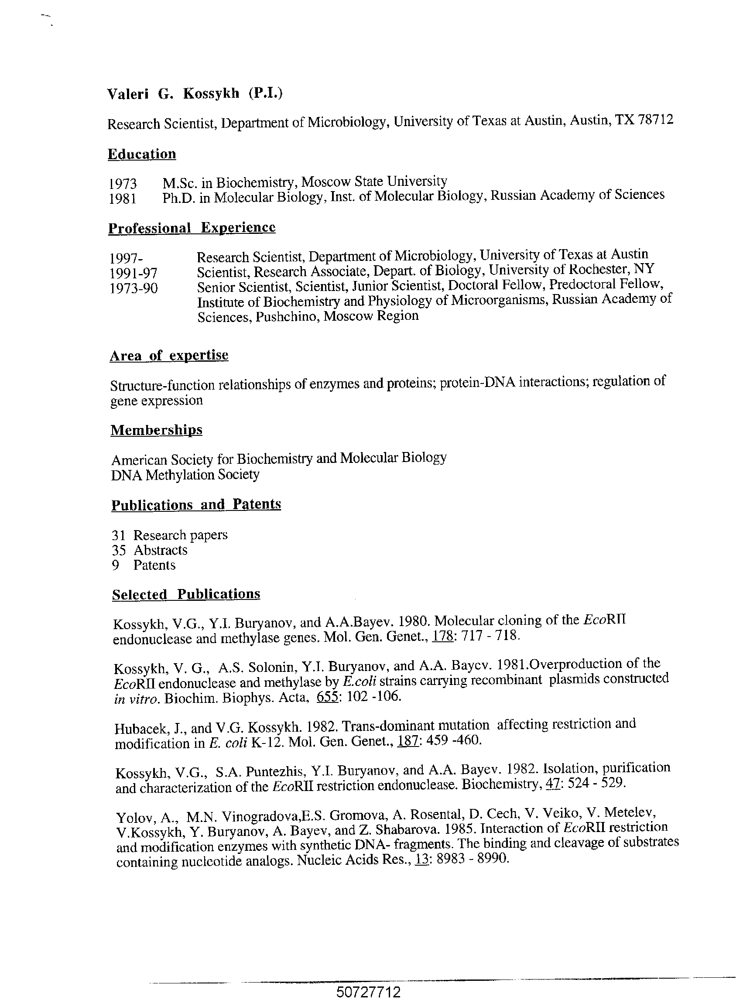 Valeri G. Kossykh (P.I.)
Research Scientist, Department of Microbiology, University of Texas at Austin, Austin, TX 78712
Education
1973 M.Sc. in Biochemistry, Moscow State University
1981 Ph.D. in Molecular Biology, Inst. of Molecular Biology, Russian Academy of Sciences
Professional Experience
1997- Research Scientist, Department of Microbiology, University of Texas at Austin
1991-97 Scientist, Research Associate, Depart. of Biology, University of Rochester, NY
1973-90 Senior Scientist, Scientist, Junior Scientist, Doctoral Fellow, Predoctoral Fellow,
Institute of Biochemistry and Physiology of Microorganisms, Russian Academy of
Sciences, Pushchino, Moscow Region
Area of expertise
Structure-function relationships of enzymes and proteins; protein-DNA interactions; regulation of
gene expression
Memberships
American Society for Biochemistry and Molecular Biology
DNA Methylation Society
Publications and Patents
31 Research papers
35 Abstracts
9 Patents
Selected Publications
Kossykh, V.G., Y.I. Buryanov, and A.A.Bayev. 1980. Molecular cloning of the EcoRII
endonuclease and methylase genes. Mol. Gen. Genet., 178: 717 - 718.
Kossykh, V. G., A.S. Solonin, Y.I. Buryanov, and A.A. Bayev. 1981.Overproduction of the
EcoRII endonuclease and methylase by E.coli strains carrying recombinant plasmids constructed
in vitro. Biochim. Biophys. Acta, 655: 102 -106.
Hubacek, J., and V.G. Kossykh. 1982. Trans-dominant mutation affecting restriction and
modification in E. coli K-12. Mol. Gen. Genet., 187: 459 -460.
Kossykh, V.G., S.A. Puntezhis, Y.I. Buryanov, and A.A. Bayev. 1982. Isolation, purification
and characterization of the EcoRII restriction endonuclease. Biochemistry, 47: 524 - 529.
Yolov, A., M.N. Vinogradova,E.S. Gromova, A. Rosental, D. Cech, V. Veiko, V. Metelev,
V.Kossykh, Y. Buryanov, A. Bayev, and Z. Shabarova. 1985. Interaction of EcoRII restriction
and modification enzymes with synthetic DNA- fragments. The binding and cleavage of substrates
containing nucleotide analogs. Nucleic Acids Res., 13: 8983 - 8990.
50727712